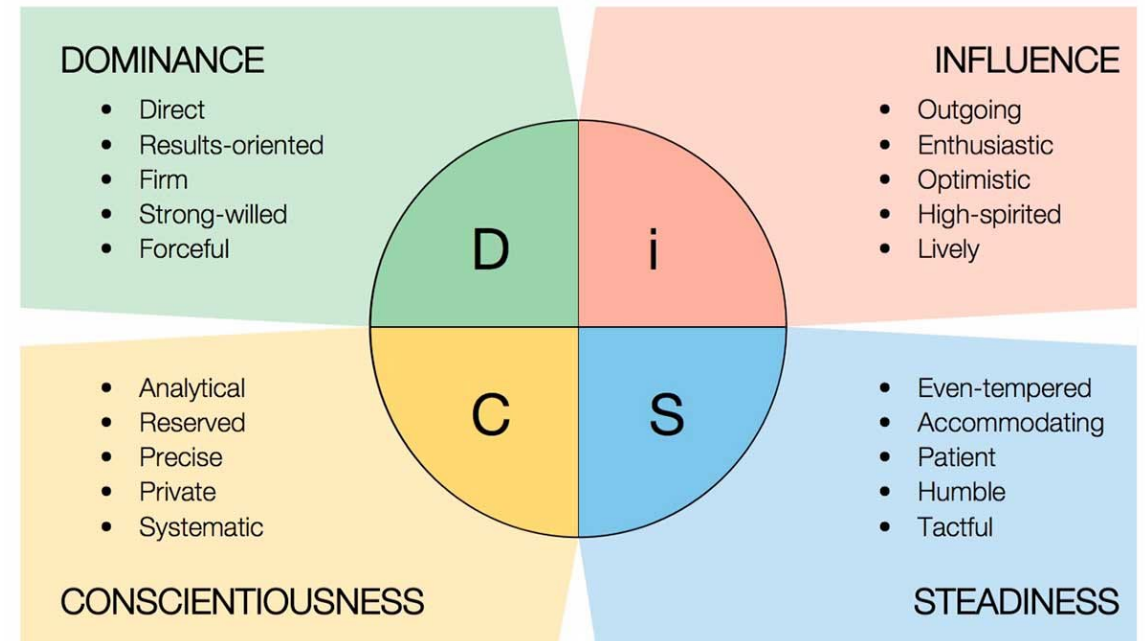 DOMINANCE
• Direct
• Results-oriented
• Firm
• Strong-willed
• Forceful
INFLUENCE
• Outgoing
• Enthusiastic
• Optimistic
• High-spirited
• Lively
D
i
C
S
• Analytical
• Reserved
• Precise
• Private
• Systematic
CONSCIENTIOUSNESS
• Even-tempered
• Accommodating
• Patient
• Humble
• Tactful
STEADINESS